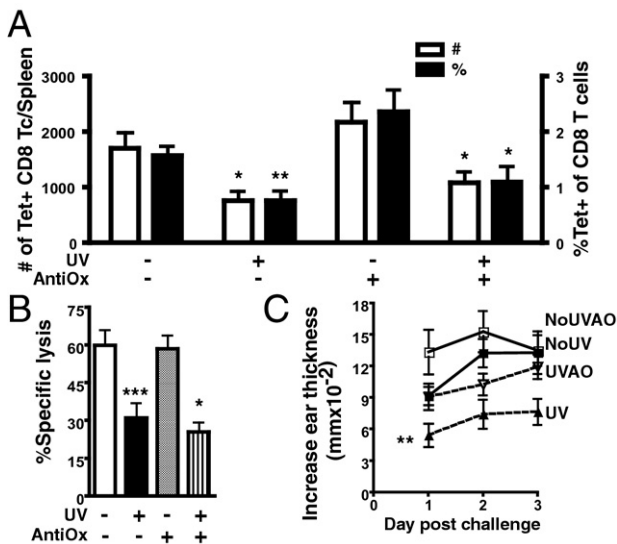 A
#
%
# of Tet+ CD8 Tc/Spleen
3000
2000
1000
0
%Tet+ of CD8 T cells
3
2
1
0
* ** * *
UV - + - +
AntiOx - - + +
B
%Specific lysis
75
60
45
30
15
0
***
*
UV - + - +
AntiOx - - + +
C
Increase ear thickness
(mmx10-2)
18
15
12
9
6
3
0
NoUVAO
NoUV
UVAO
UV
**
0 1 2 3
Day post challenge